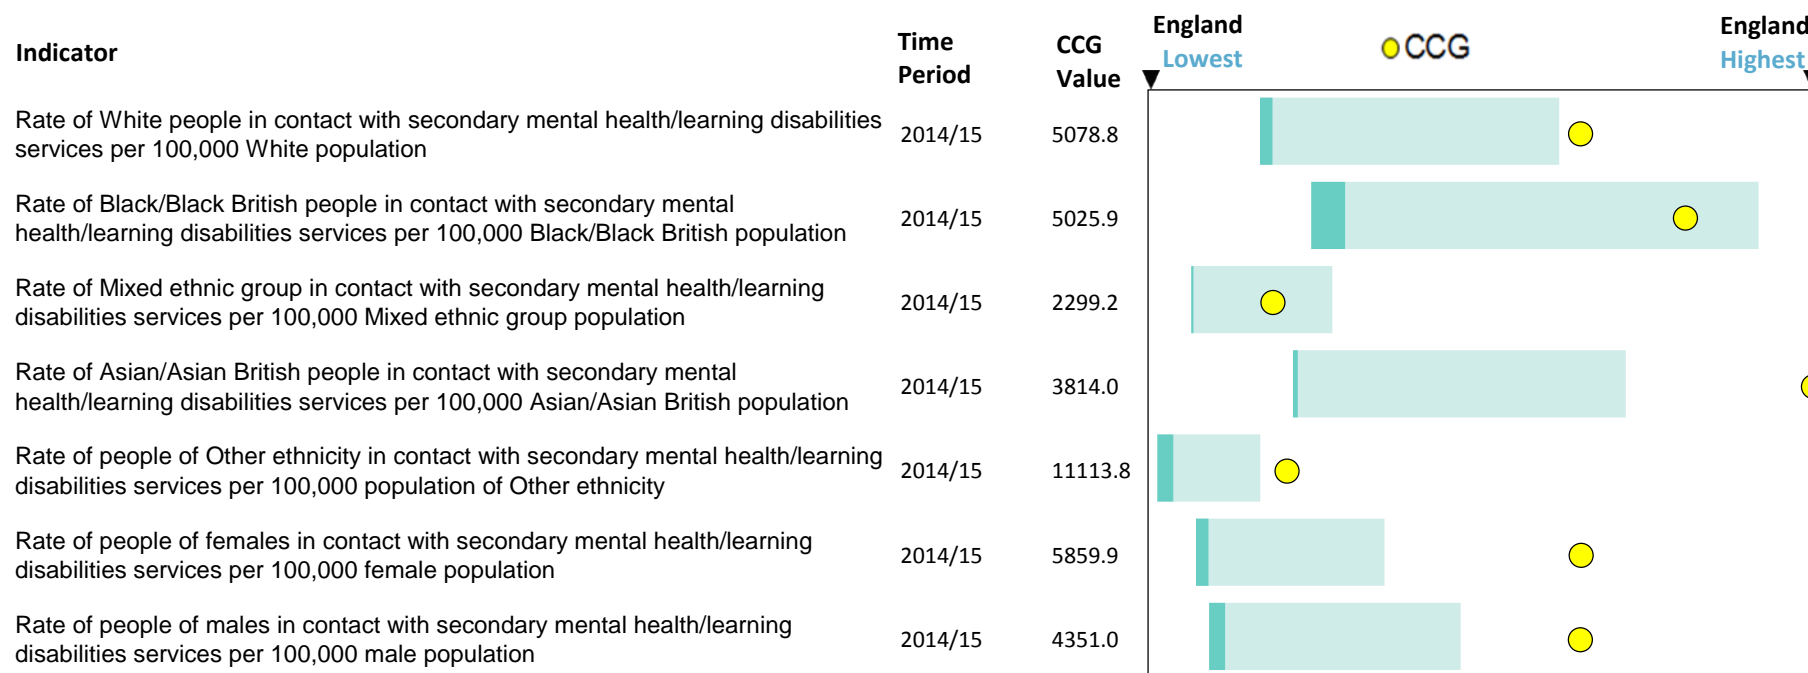 Indicator
Time Period
CCG Value
England Lowest
CCG
England Highest
Rate of White people in contact with secondary mental health/learning disabilities
services per 100,000 White population
2014/15
5078.8
Rate of Black/Black British people in contact with secondary mental
health/learning disabilities services per 100,000 Black/Black British population
2014/15
5025.9
Rate of Mixed ethnic group in contact with secondary mental health/learning
disabilities services per 100,000 Mixed ethnic group population
2014/15
2299.2
Rate of Asian/Asian British people in contact with secondary mental
health/learning disabilities services per 100,000 Asian/Asian British population
2014/15
3814.0
Rate of people of Other ethnicity in contact with secondary mental health/learning
disabilities services per 100,000 population of Other ethnicity
2014/15
11113.8
Rate of people of females in contact with secondary mental health/learning
disabilities services per 100,000 female population
2014/15
5859.9
Rate of people of males in contact with secondary mental health/learning
disabilities services per 100,000 male population
2014/15
4351.0